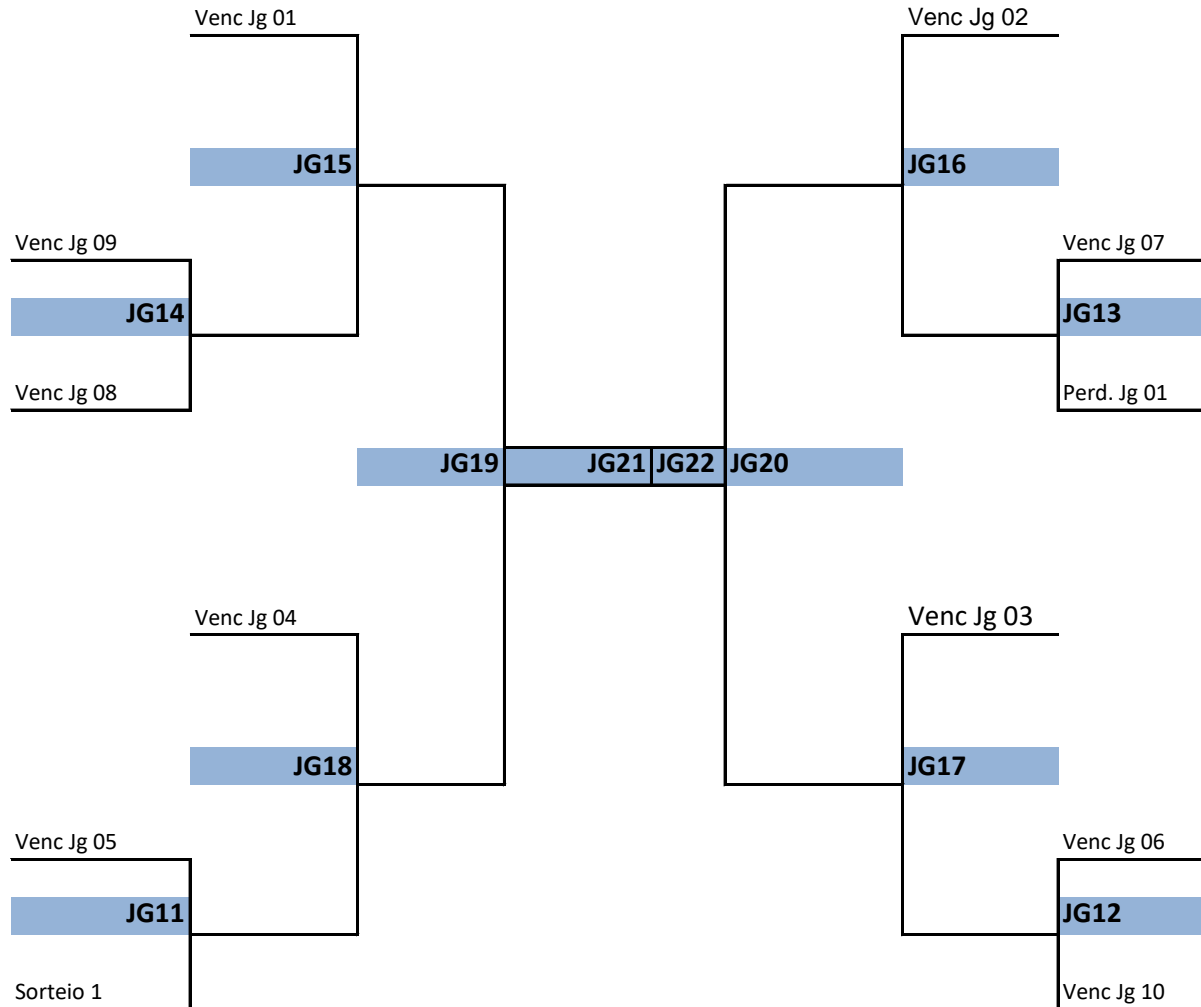 Venc Jg 01
Venc Jg 02
JG15
JG16
Venc Jg 09
Venc Jg 07
JG14
JG13
Venc Jg 08
Perd. Jg 01
JG19
JG21
JG22
JG20
Venc Jg 04
Venc Jg 03
JG18
JG17
Venc Jg 05
Venc Jg 06
JG11
JG12
Sorteio 1
Venc Jg 10